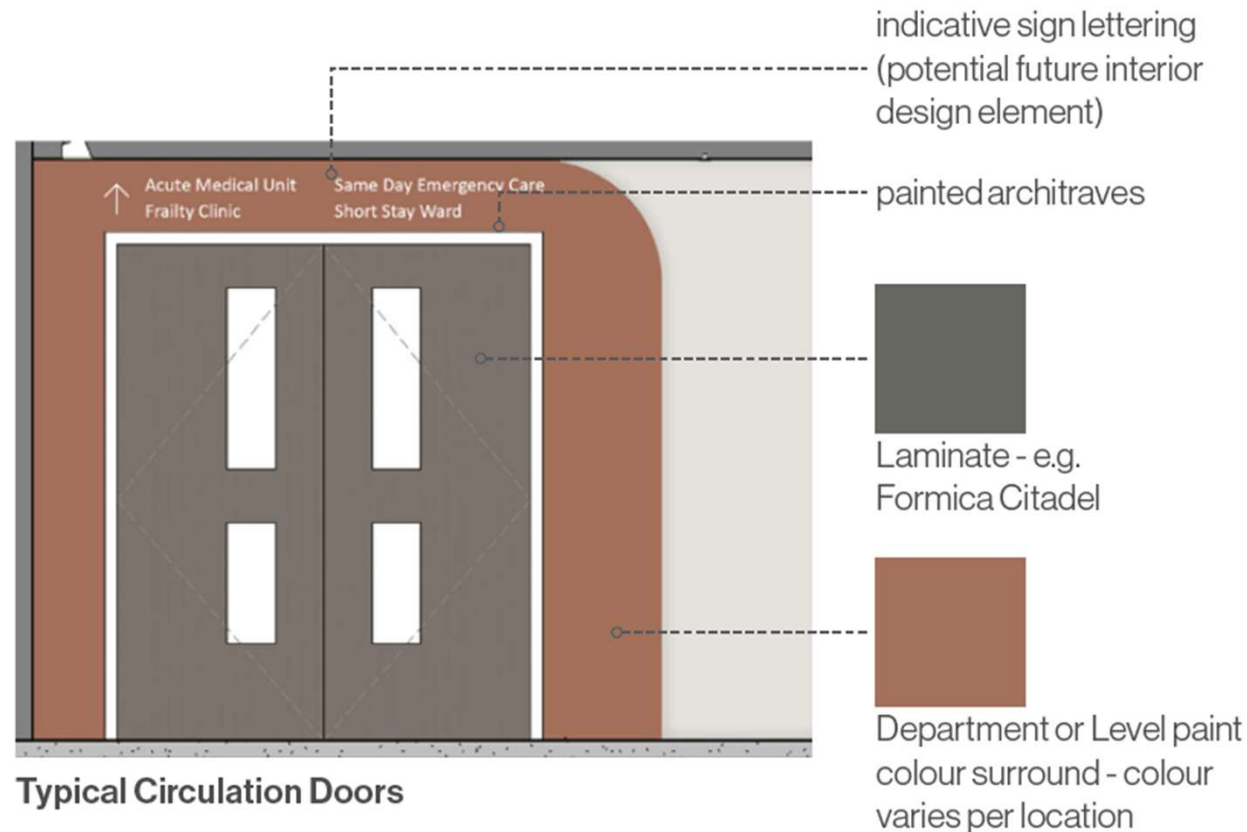 indicative sign lettering
(potential future interior
design element)
Acute Medical Unit
Frailty Clinic
Same Day Emergency Care
Short Stay Ward
painted architraves
Laminate - e.g.
Formica Citadel
Department or Level paint
colour surround - colour
varies per location
Typical Circulation Doors